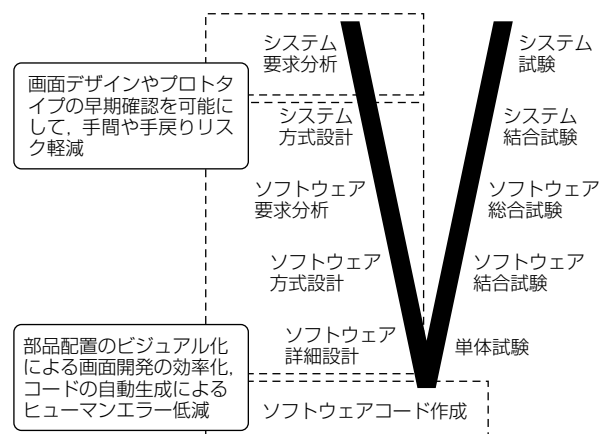 システム
要求分析
システム
試験
画面デザインやプロトタ
イプの早期確認を可能に
して，手間や手戻りリス
ク軽減
システム
方式設計
システム
結合試験
ソフトウェア
要求分析
ソフトウェア
総合試験
ソフトウェア
方式設計
ソフトウェア
結合試験
部品配置のビジュアル化
による画面開発の効率化，
コードの自動生成による
ヒューマンエラー低減
ソフトウェア
詳細設計
単体試験
ソフトウェアコード作成